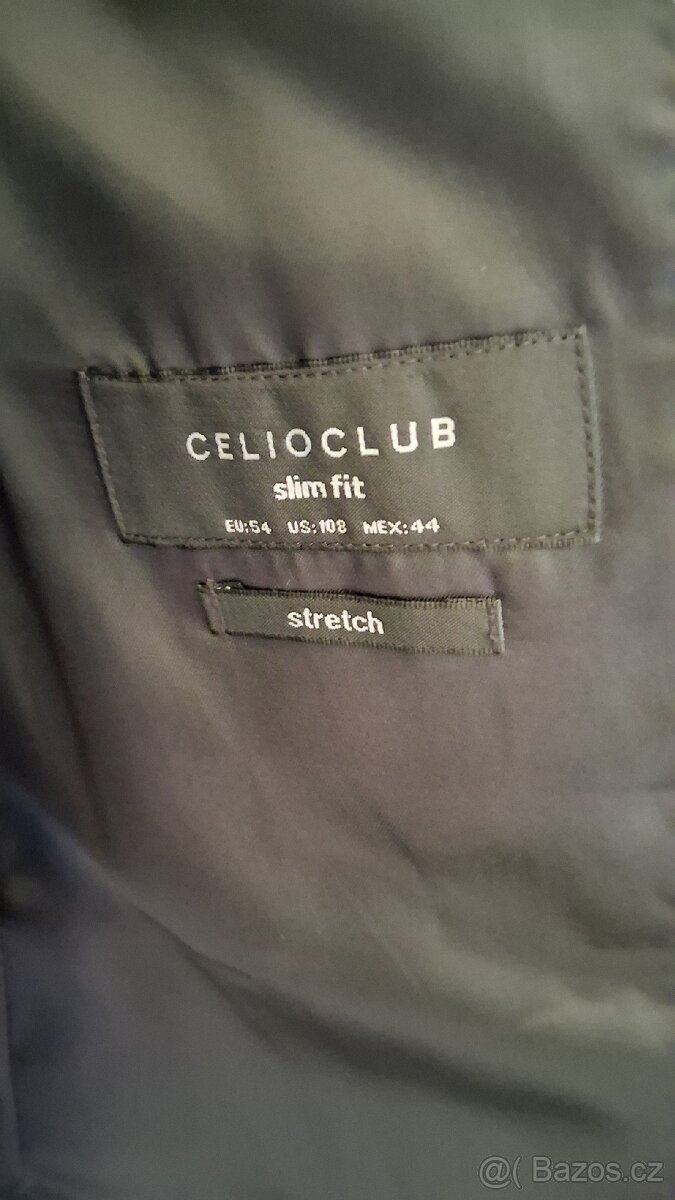 CELIOCLUB
slim fit
EU:54 US:108 MEX:44
stretch
@( Bazos.cz